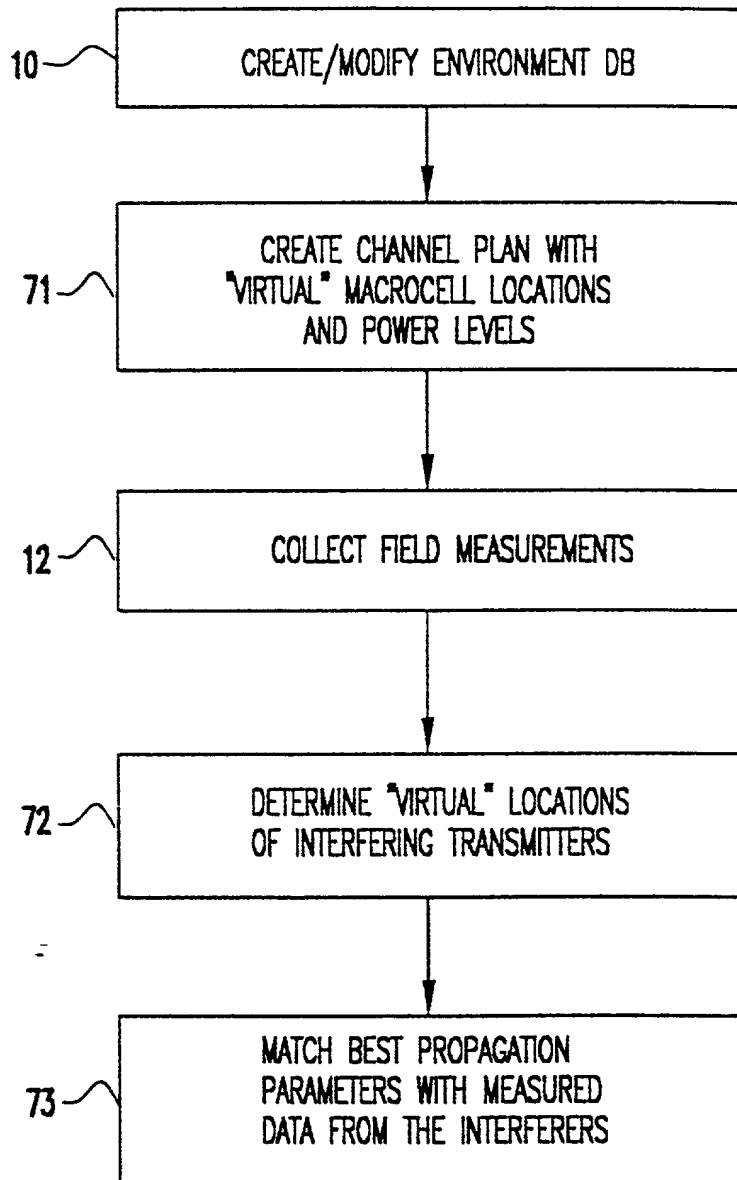 10
CREATE/MODIFY ENVIRONMENT DB
71
CREATE CHANNEL PLAN WITH
"VIRTUAL" MACROCELL LOCATIONS
AND POWER LEVELS
12
COLLECT FIELD MEASUREMENTS
72
DETERMINE "VIRTUAL" LOCATIONS
OF INTERFERING TRANSMITTERS
73
MATCH BEST PROPAGATION
PARAMETERS WITH MEASURED
DATA FROM THE INTERFERERS